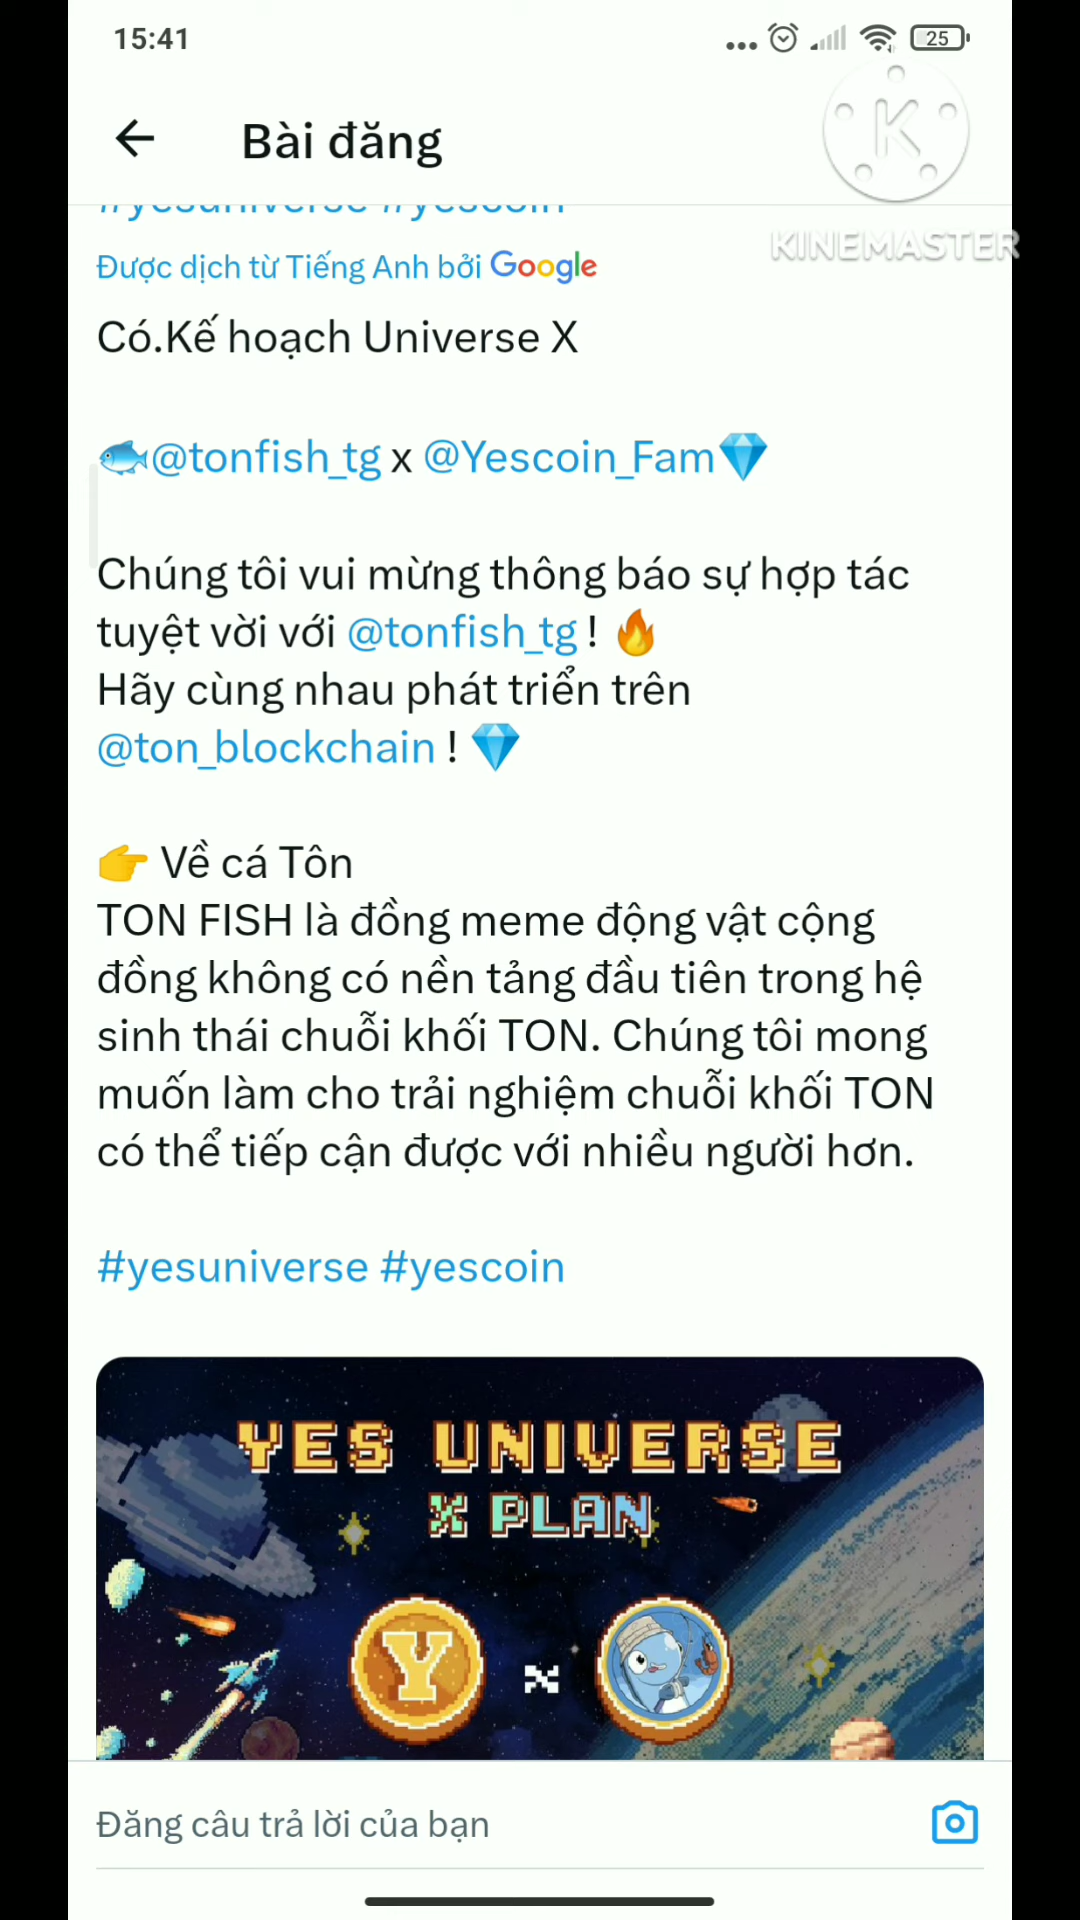 15:41
25
Bài đăng
K
KINEMASTER
#yesuniverse #yescoin
Được dịch từ Tiếng Anh bởi Google
Có.Kế hoạch Universe X
@tonfish_tg x @Yescoin_Fam
Chúng tôi vui mừng thông báo sự hợp tác
tuyệt vời với @tonfish_tg !
Hãy cùng nhau phát triển trên
@ton_blockchain !
Về cá Tôn
TON FISH là đồng meme động vật cộng
đồng không có nền tảng đầu tiên trong hệ
sinh thái chuỗi khối TON. Chúng tôi mong
muốn làm cho trải nghiệm chuỗi khối TON
có thể tiếp cận được với nhiều người hơn.
#yesuniverse #yescoin
YES UNIVERSE
X PLAN
Y x
Đăng câu trả lời của bạn